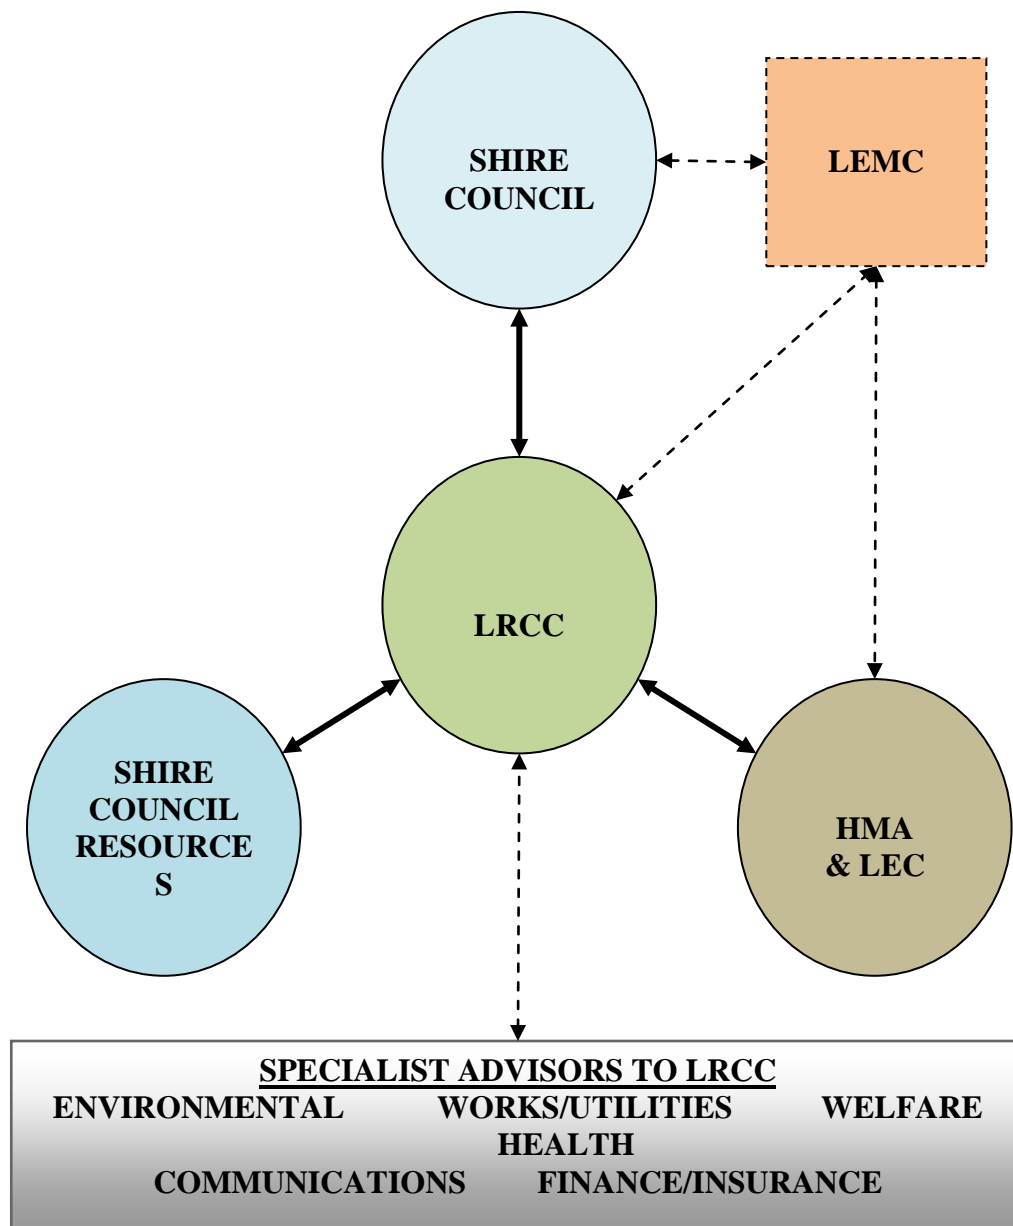 SHIRE
COUNCIL
LEMC
LRCC
SHIRE
COUNCIL
RESOURCE
S
HMA
& LEC
SPECIALIST ADVISORS TO LRCC
ENVIRONMENTAL WORKS/UTILITIES WELFARE
HEALTH
COMMUNICATIONS FINANCE/INSURANCE